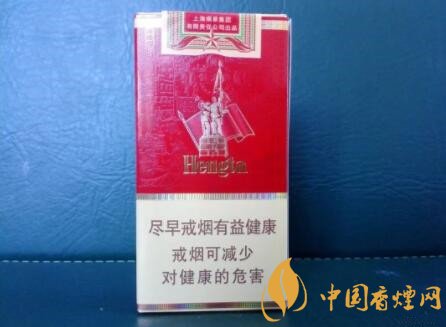 上海烟草集团
有限责任公司出品
Hengta
尽早戒烟有益健康
戒烟可减少
对健康的危害
中国香烟网